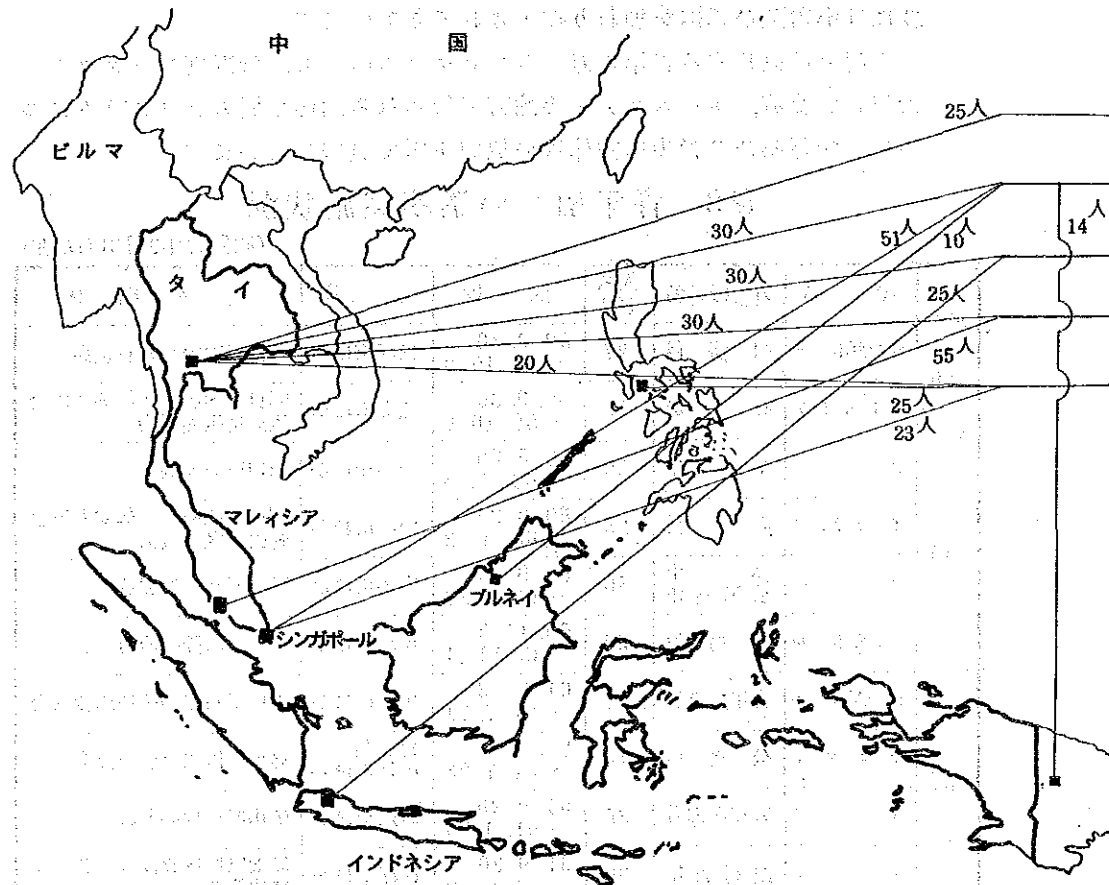 中国
25人
ビルマ
14人
30人
51人
10人
タイ
30人
25人
30人
55人
20人
25人
23人
マレィシア
ブルネイ
シンガポール
インドネシア